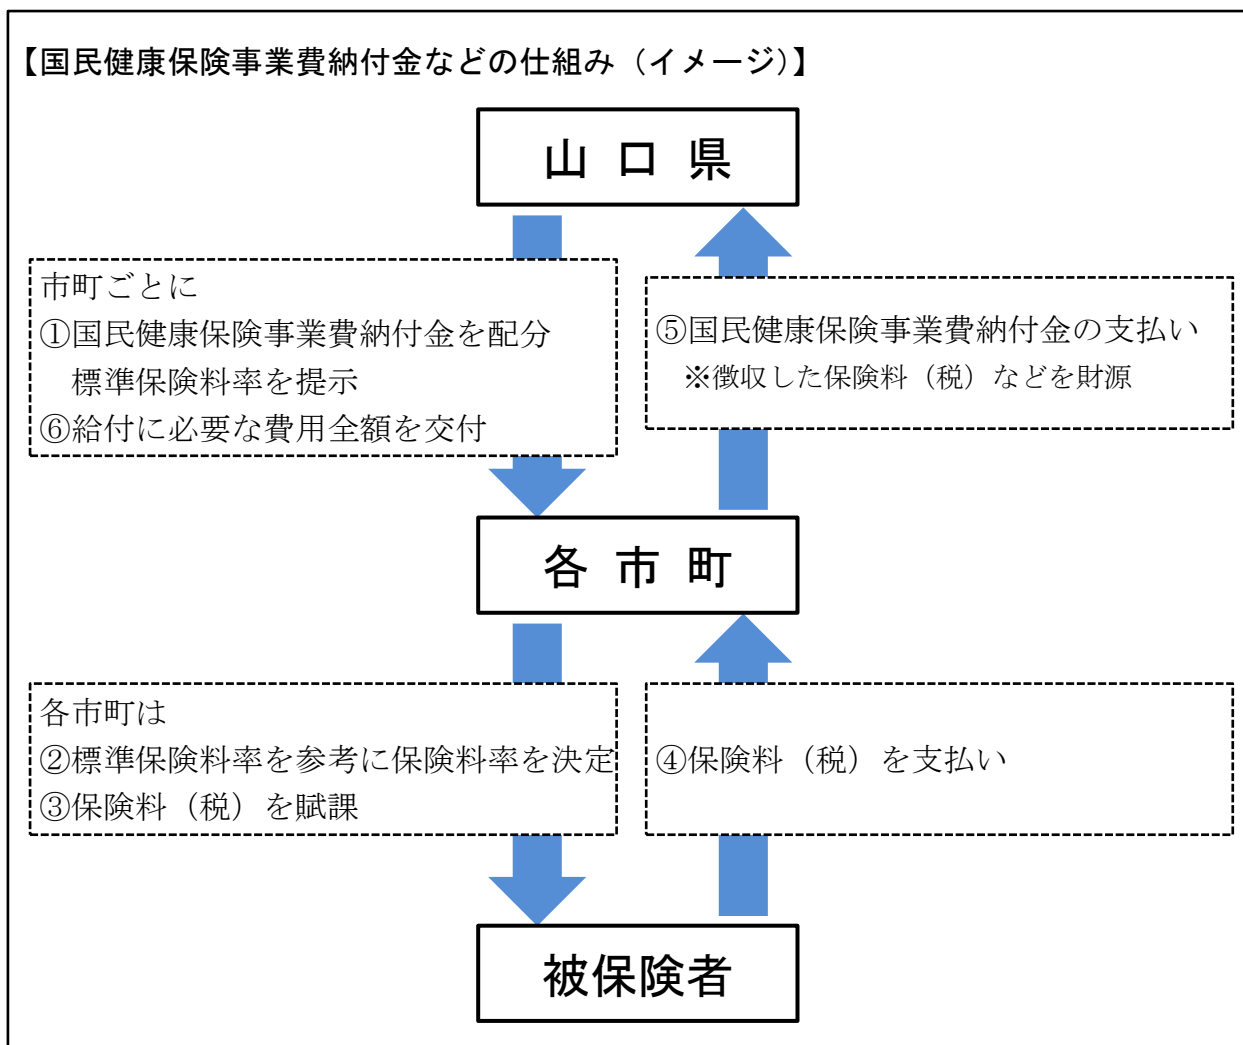 【国民健康保険事業費納付金などの仕組み（イメージ）】
山口県
市町ごとに
①国民健康保険事業費納付金を配分
標準保険料率を提示
⑥給付に必要な費用全額を交付
⑤国民健康保険事業費納付金の支払い
※徴収した保険料（税）などを財源
各市町
各市町は
②標準保険料率を参考に保険料率を決定
③保険料（税）を賦課
④保険料（税）を支払い
被保険者